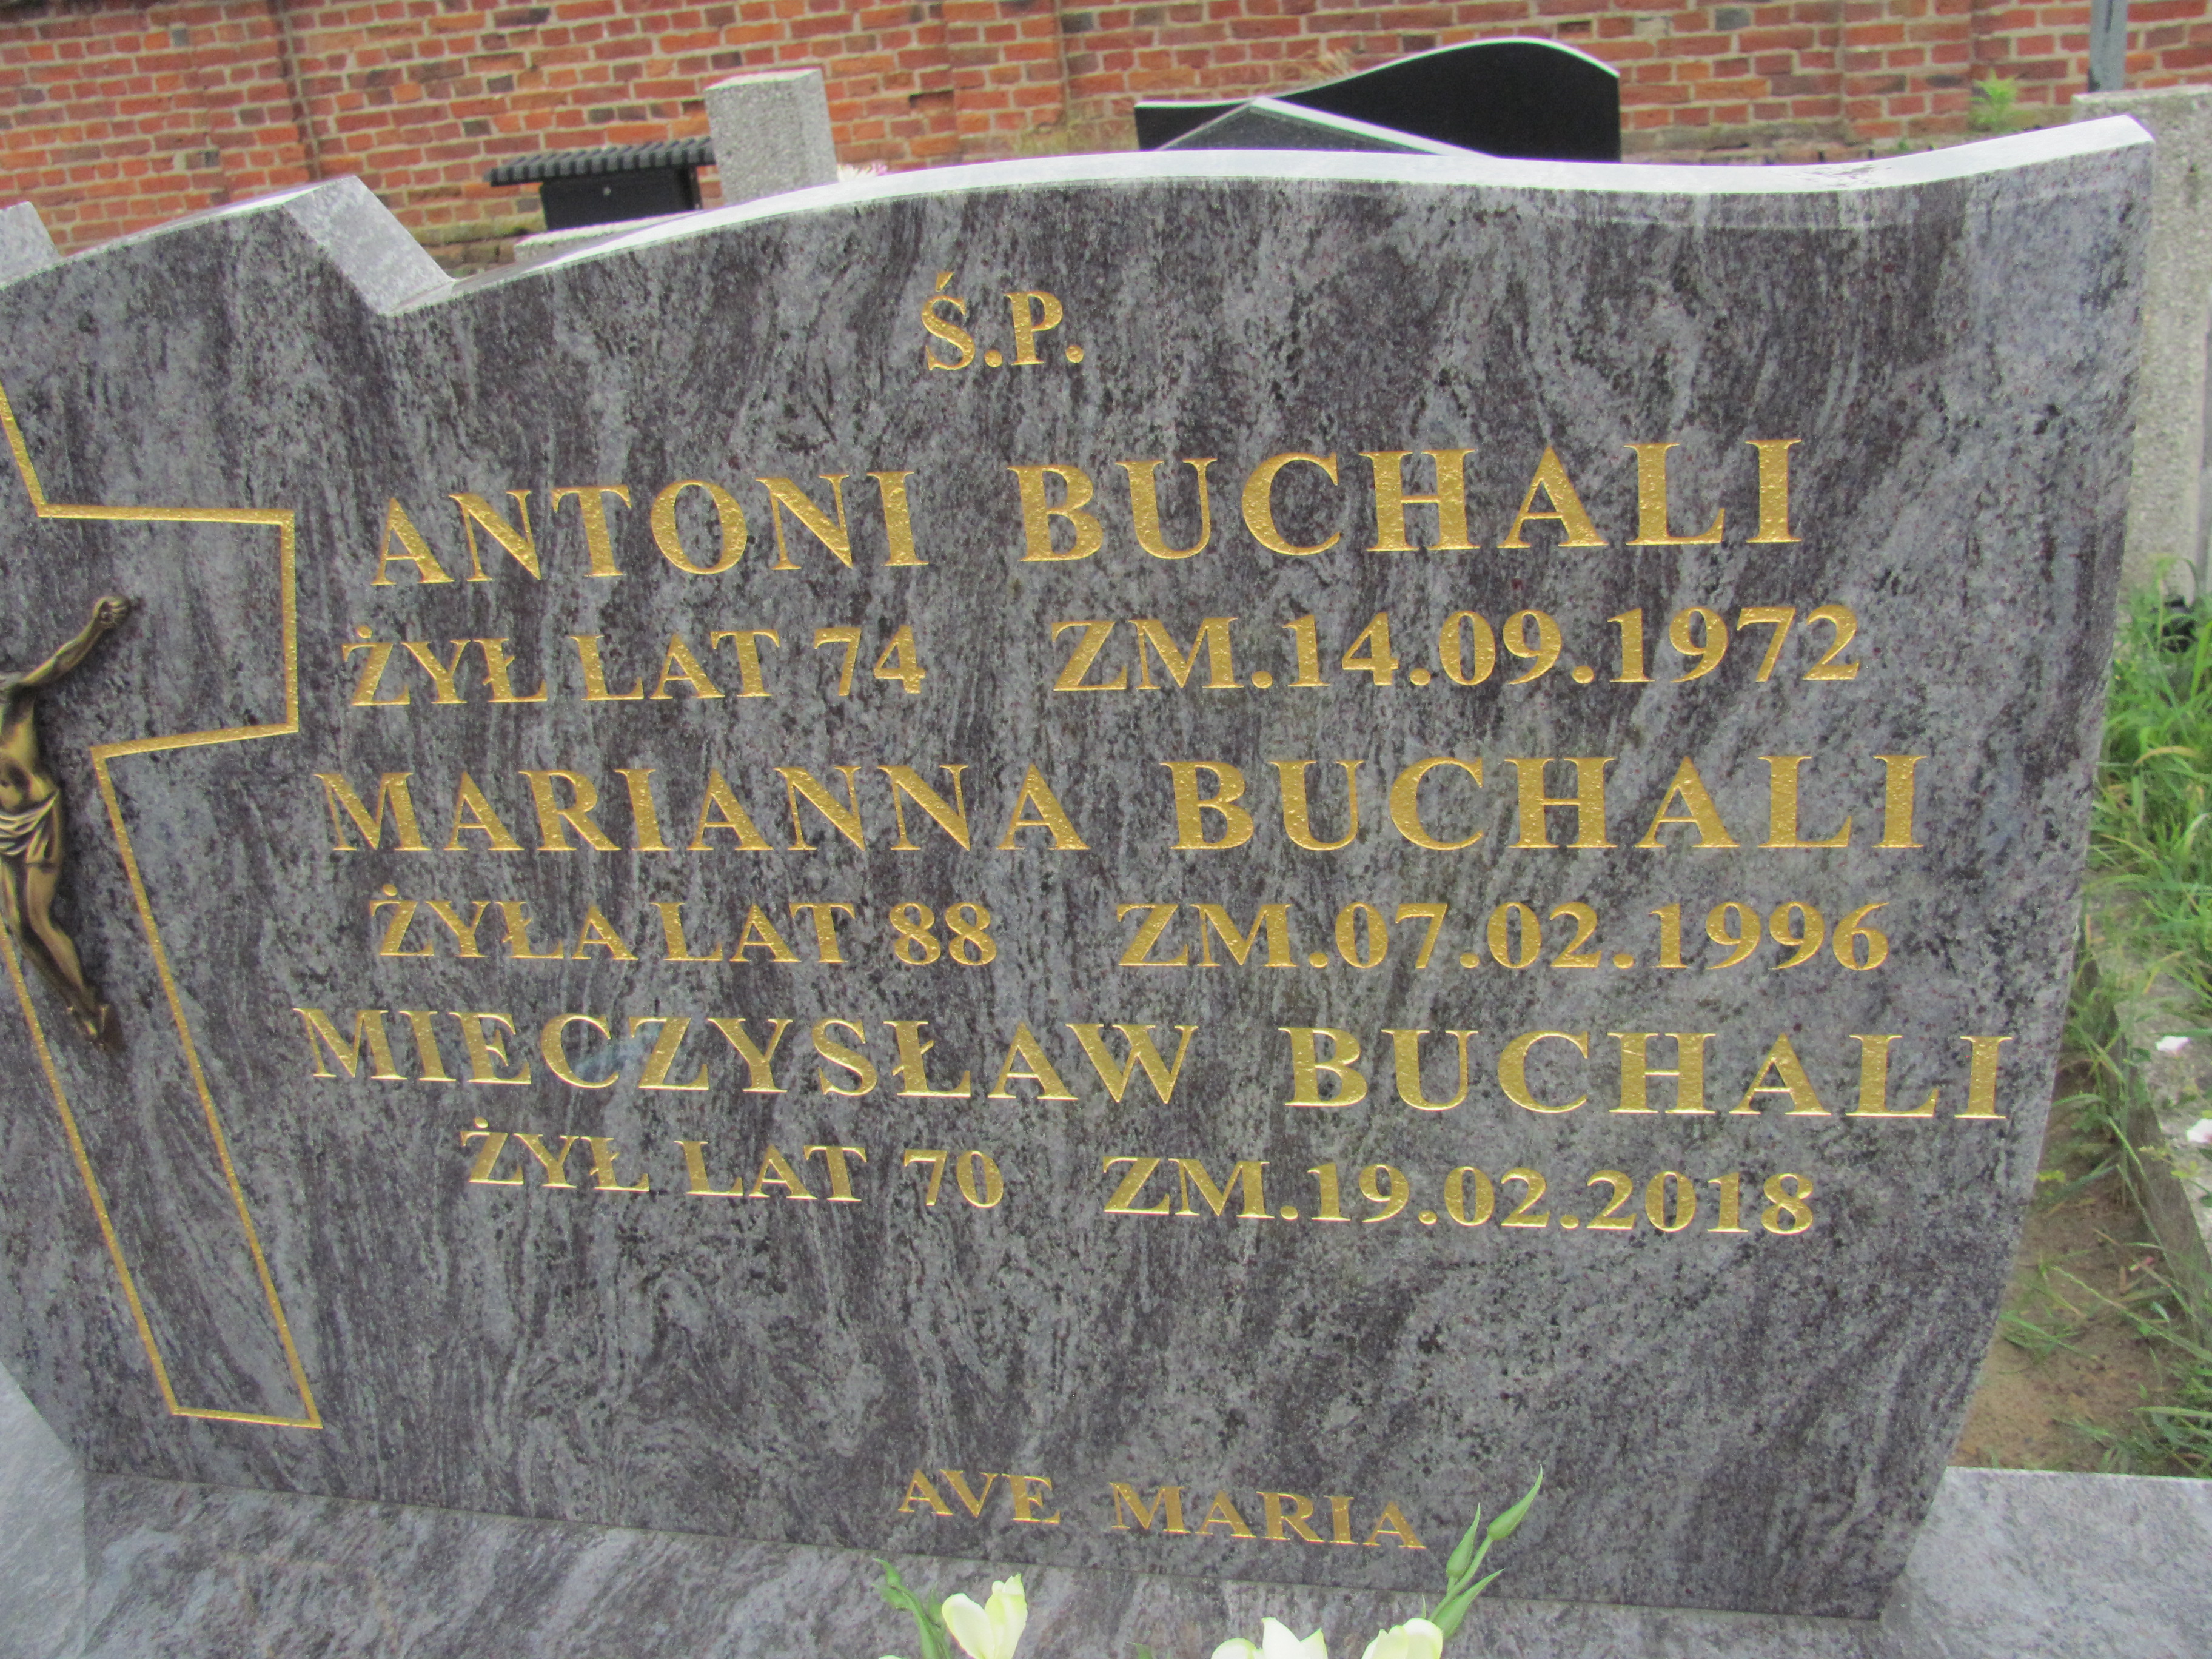 Ś.P.
ANTONI BUCHALI
ŻYŁ LAT 74 ZM.14.09.1972
MARIANNA BUCHALI
ŻYŁA LAT 88 ZM.07.02.1996
MIECZYSŁAW BUCHALI
ŻYŁ LAT 70 ZM.19.02.2018
AVE MARIA